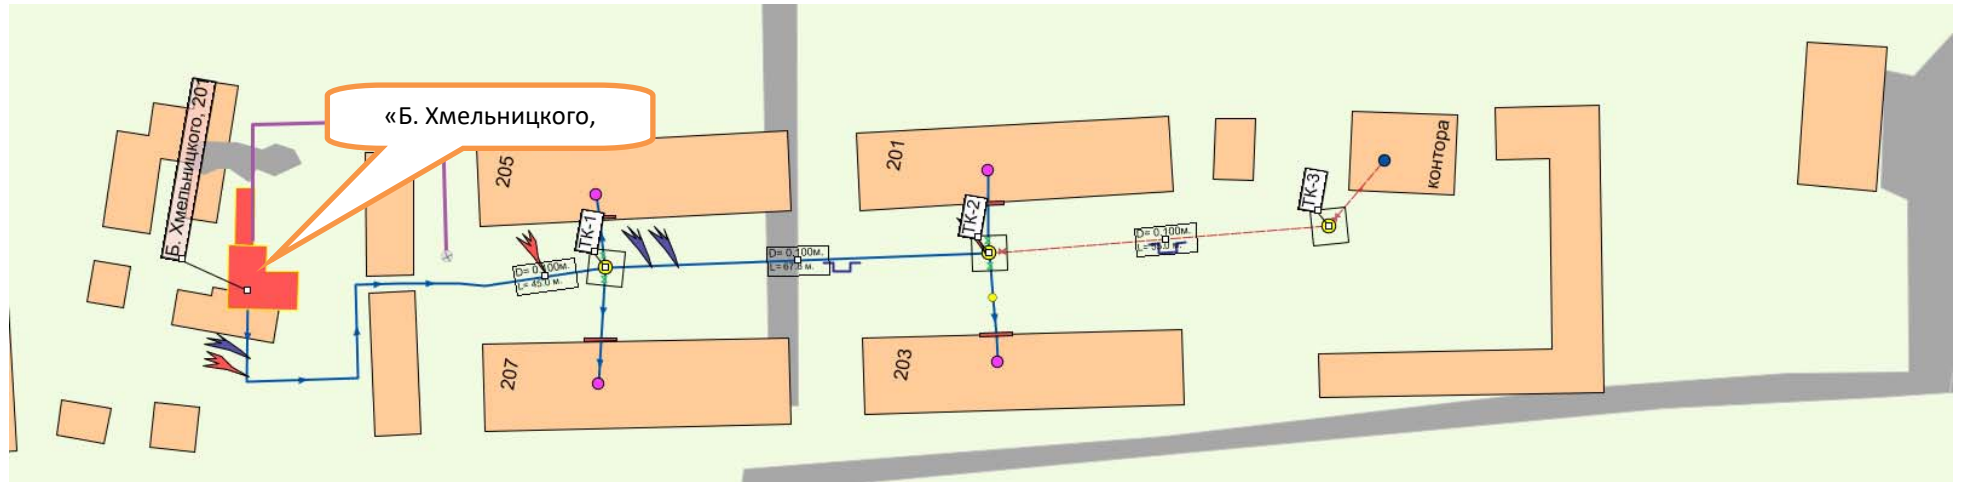 «Б. Хмельницкого,
Б. Хмельницкого, 201
205
201
контора
ТК-1
ТК-2
ТК-3
D= 0,100м.
L= 45.0 м.
D= 0,100м.
D= 0,100м.
207
203